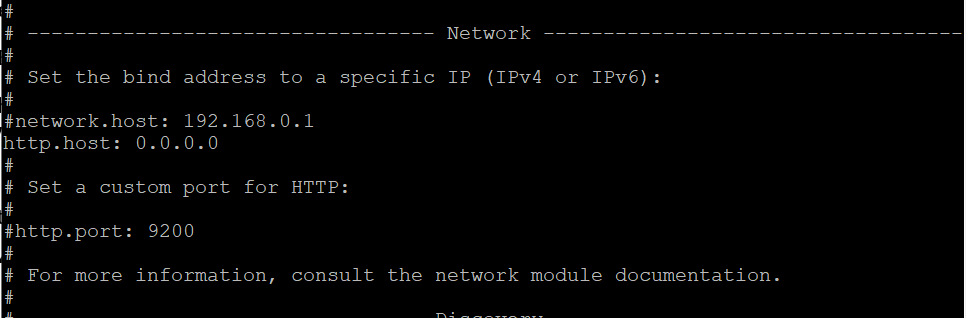 #
# ---------------------------------- Network -----------------------------------
#
# Set the bind address to a specific IP (IPv4 or IPv6):
#
#network.host: 192.168.0.1
http.host: 0.0.0.0
#
# Set a custom port for HTTP:
#
#http.port: 9200
#
# For more information, consult the network module documentation.
#
# Discovery